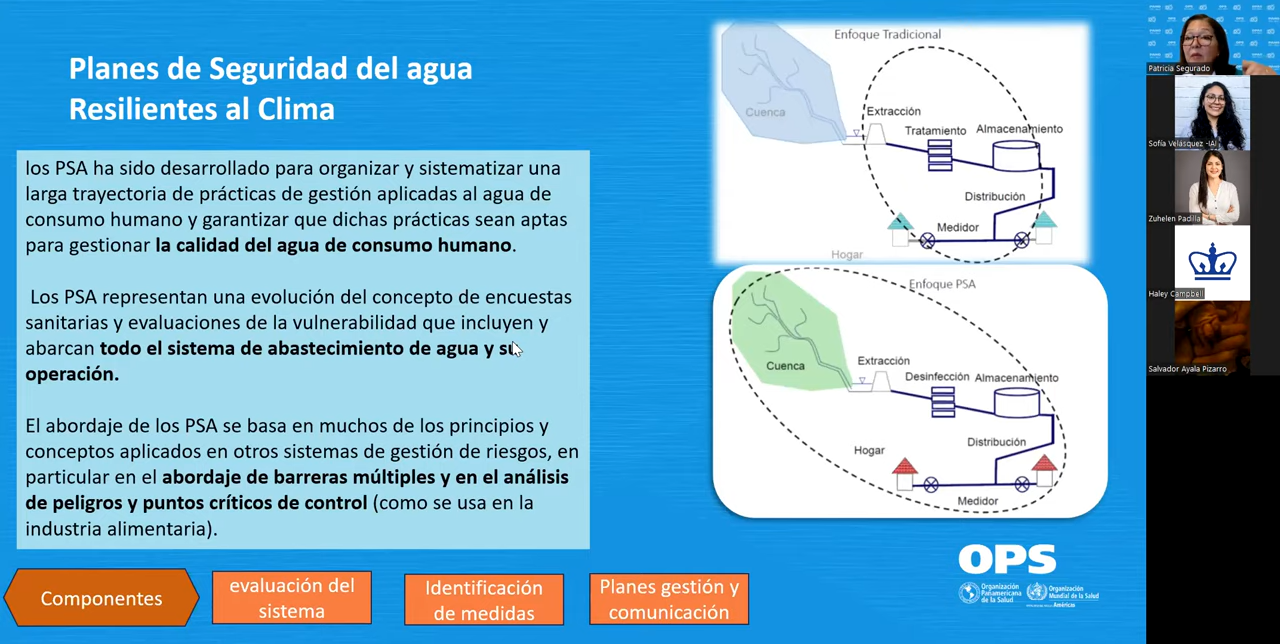 Planes de Seguridad del agua
Resilientes al Clima
los PSA ha sido desarrollado para organizar y sistematizar una
larga trayectoria de prácticas de gestión aplicadas al agua de
consumo humano y garantizar que dichas prácticas sean aptas
para gestionar la calidad del agua de consumo humano.
Los PSA representan una evolución del concepto de encuestas
sanitarias y evaluaciones de la vulnerabilidad que incluyen y
abarcan todo el sistema de abastecimiento de agua y su
operación.
El abordaje de los PSA se basa en muchos de los principios y
conceptos aplicados en otros sistemas de gestión de riesgos, en
particular en el abordaje de barreras múltiples y en el análisis
de peligros y puntos críticos de control (como se usa en la
industria alimentaria).
Componentes
evaluación del
sistema
Identificación
de medidas
Planes gestión y
comunicación
Enfoque Tradicional
Cuenca
Extracción
Tratamiento
Almacenamiento
Distribución
Medidor
Hogar
Enfoque PSA
Cuenca
Extracción
Desinfección
Almacenamiento
Distribución
Hogar
Medidor
OPS
Organización
Panamericana
de la Salud
Organización
Mundial de la Salud
Américas
Patricia Segurado
Sofía Velásquez -IAI
Zuhelen Padilla
Haley Campbell
Salvador Ayala Pizarro